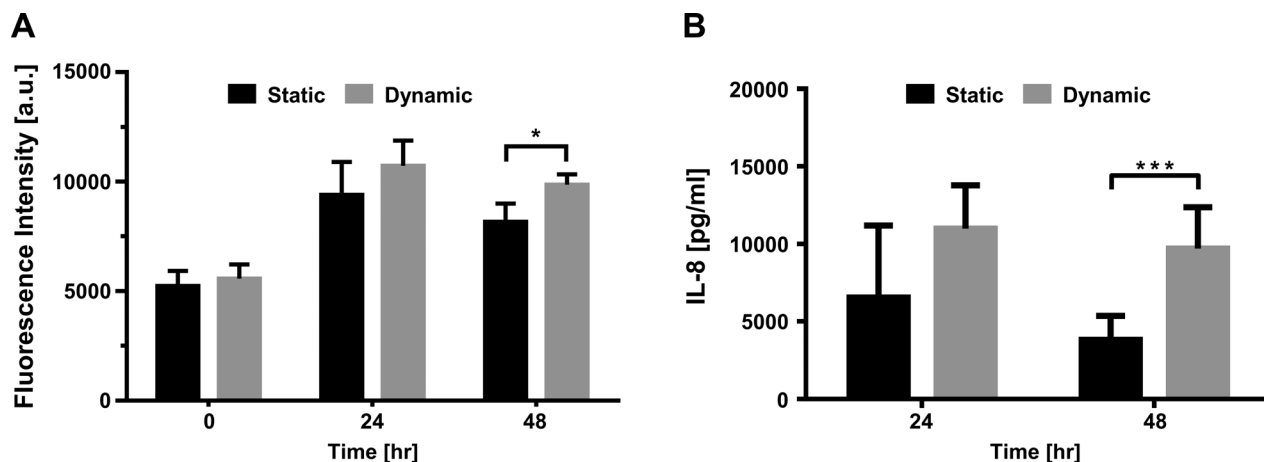 A
Fluorescence Intensity [a.u.]
15000
10000
5000
0
Static Dynamic
*
0 24 48
Time [hr]
B
IL-8 [pg/ml]
20000
15000
10000
5000
0
Static Dynamic
***
24 48
Time [hr]